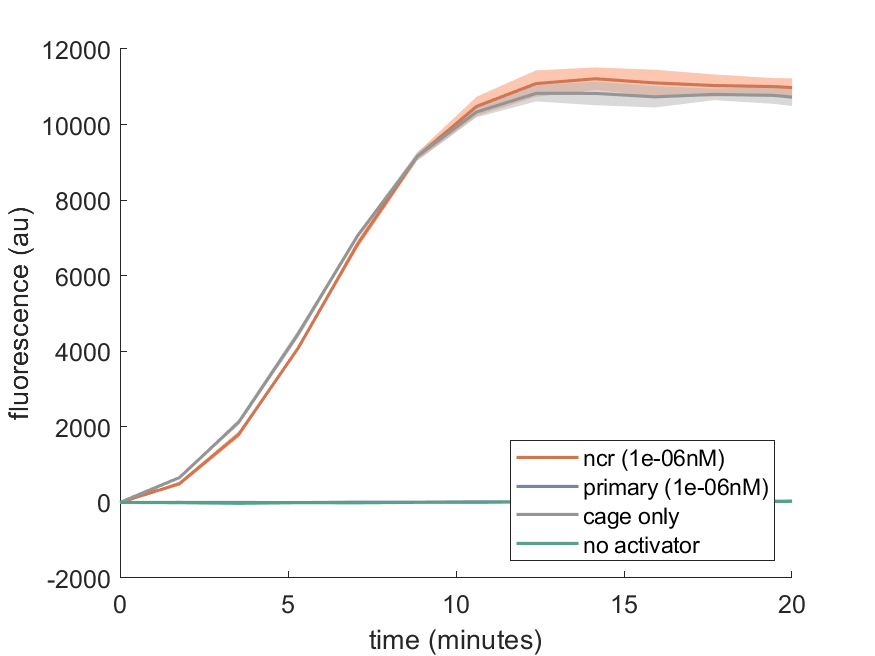 12000
10000
8000
6000
4000
2000
0
-2000
fluorescence (au)
ncr (1e-06nM)
primary (1e-06nM)
cage only
no activator
0 5 10 15 20
time (minutes)